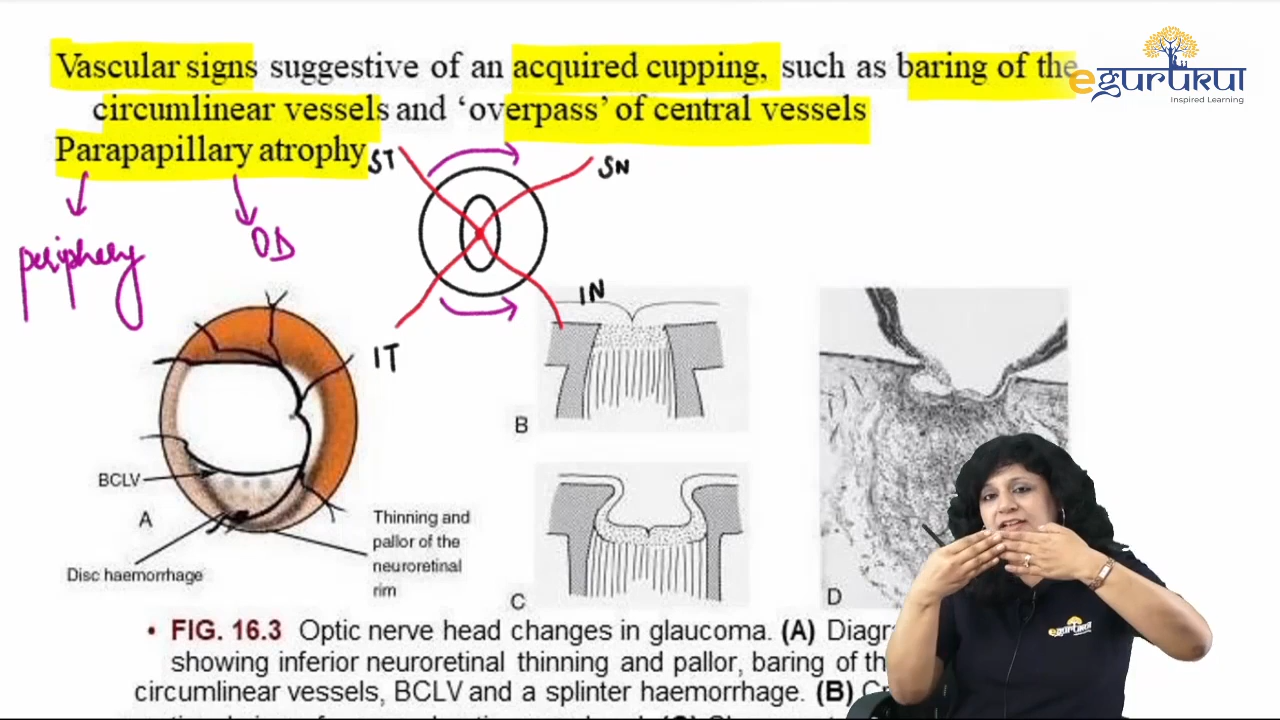 Vascular signs suggestive of an acquired cupping, such as baring of the
circumlinear vessels and ‘overpass’ of central vessels
Parapapillary atrophy
egurukul
Inspired Learning
ST
SN
periphery
OD
IN
IT
B
BCLV
A
Thinning and
pallor of the
neuroretinal
rim
Disc haemorrhage
C
D
• FIG. 16.3 Optic nerve head changes in glaucoma. (A)
showing inferior neuroretinal thinning and pallor, baring of
circumlinear vessels, BCLV and a splinter haemorrhage. (B)
egurukul